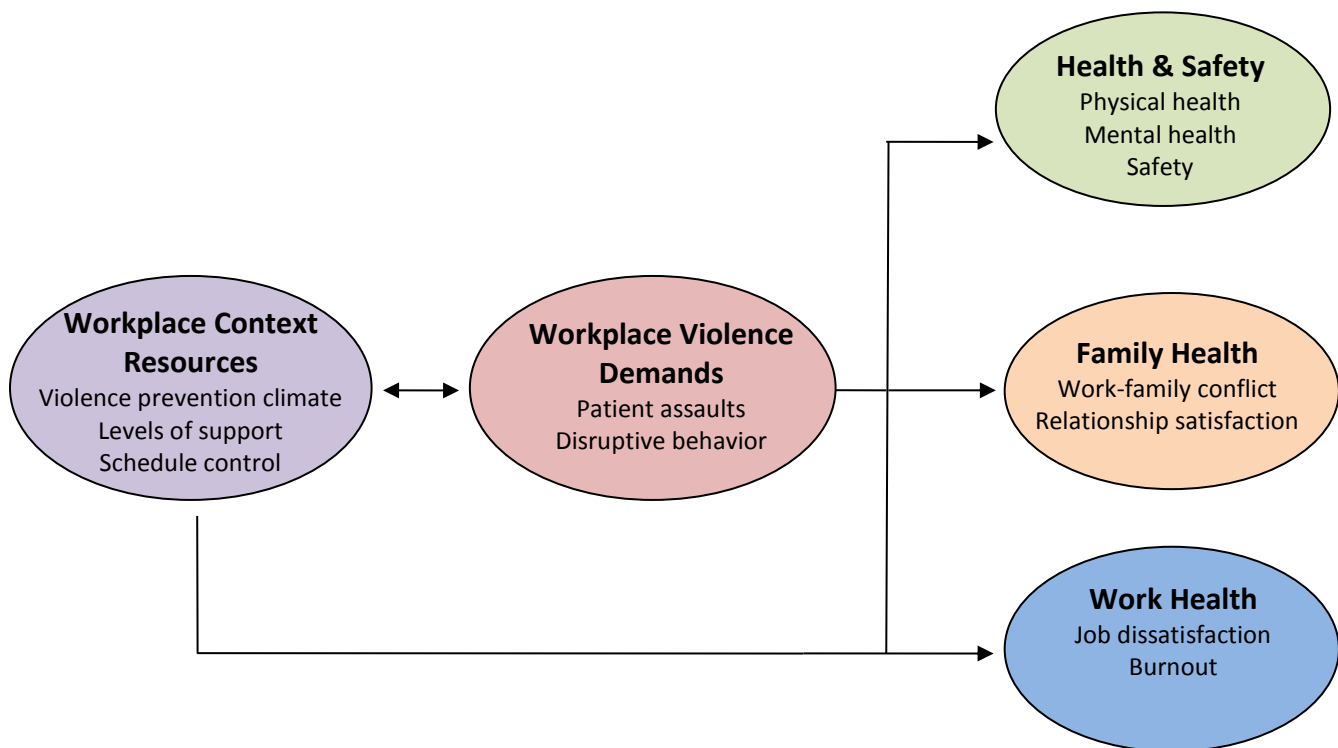 Health & Safety
Physical health
Mental health
Safety
Workplace Context
Resources
Violence prevention climate
Levels of support
Schedule control
Workplace Violence
Demands
Patient assaults
Disruptive behavior
Family Health
Work-family conflict
Relationship satisfaction
Work Health
Job dissatisfaction
Burnout